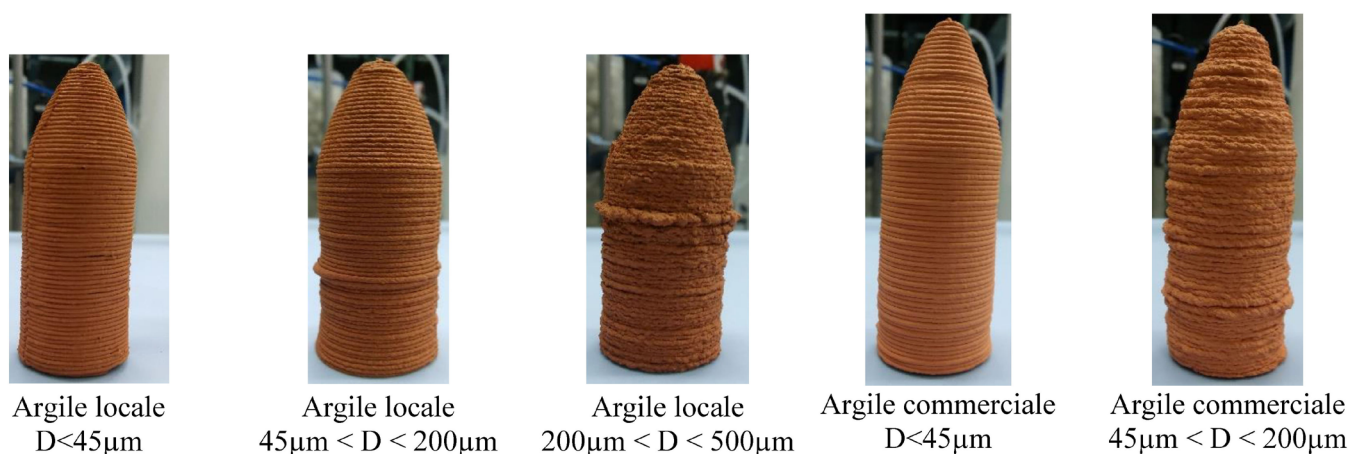 Argile locale
D<45µm
Argile locale
45µm < D < 200µm
Argile locale
200µm < D < 500µm
Argile commerciale
D<45µm
Argile commerciale
45µm < D < 200µm